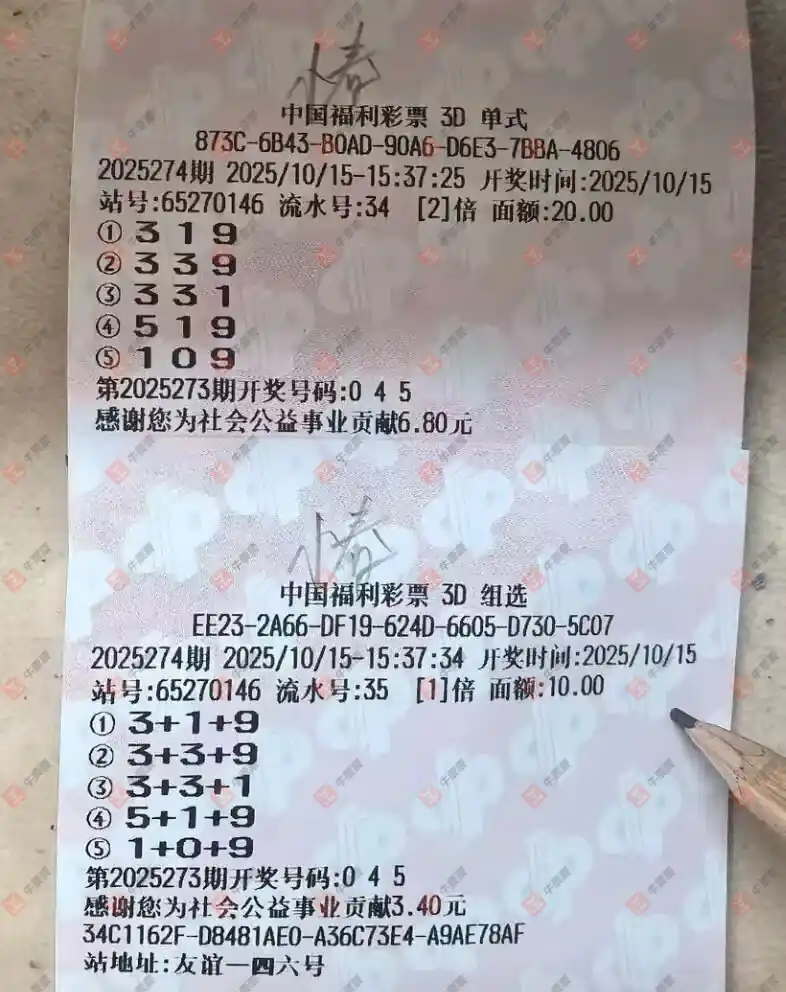 中国福利彩票 3D 单式
873C-6B43-B0AD-90A6-D6E3-7BBA-4806
2025274期 2025/10/15-15:37:25 开奖时间:2025/10/15
站号:65270146 流水号:34 [2]倍 面额:20.00
① 3 1 9
② 3 3 9
③ 3 3 1
④ 5 1 9
⑤ 1 0 9
第2025273期开奖号码:0 4 5
感谢您为社会公益事业贡献6.80元
中国福利彩票 3D 组选
EE23-2A66-DF19-624D-6605-D730-5C07
2025274期 2025/10/15-15:37:34 开奖时间:2025/10/15
站号:65270146 流水号:35 [1]倍 面额:10.00
① 3+1+9
② 3+3+9
③ 3+3+1
④ 5+1+9
⑤ 1+0+9
第2025273期开奖号码:0 4 5
感谢您为社会公益事业贡献3.40元
34C1162F-D8481AE0-A36C73E4-A9AE78AF
站地址:友谊一四六号